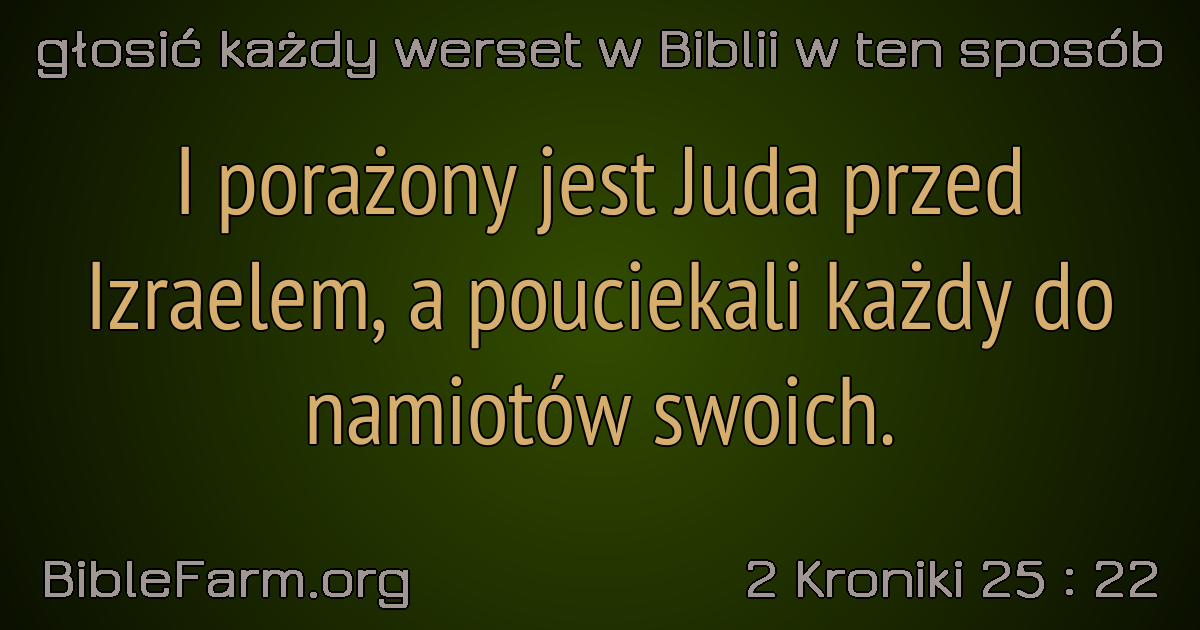 głosić każdy werset w Biblii w ten sposób
I porażony jest Juda przed
Izraelem, a pouciekali każdy do
namiotów swoich.
BibleFarm.org
2 Kroniki 25 : 22